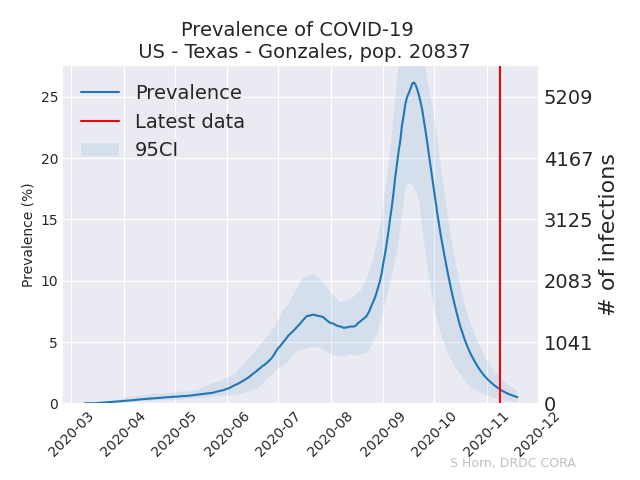 Prevalence of COVID-19
US - Texas - Gonzales, pop. 20837
Prevalence
Latest data
95CI
Prevalence (%)
25
20
15
10
5
0
5209
4167
3125
2083
1041
0
# of infections
2020-03
2020-04
2020-05
2020-06
2020-07
2020-08
2020-09
2020-10
2020-11
2020-12
S Horn, DRDC CORA